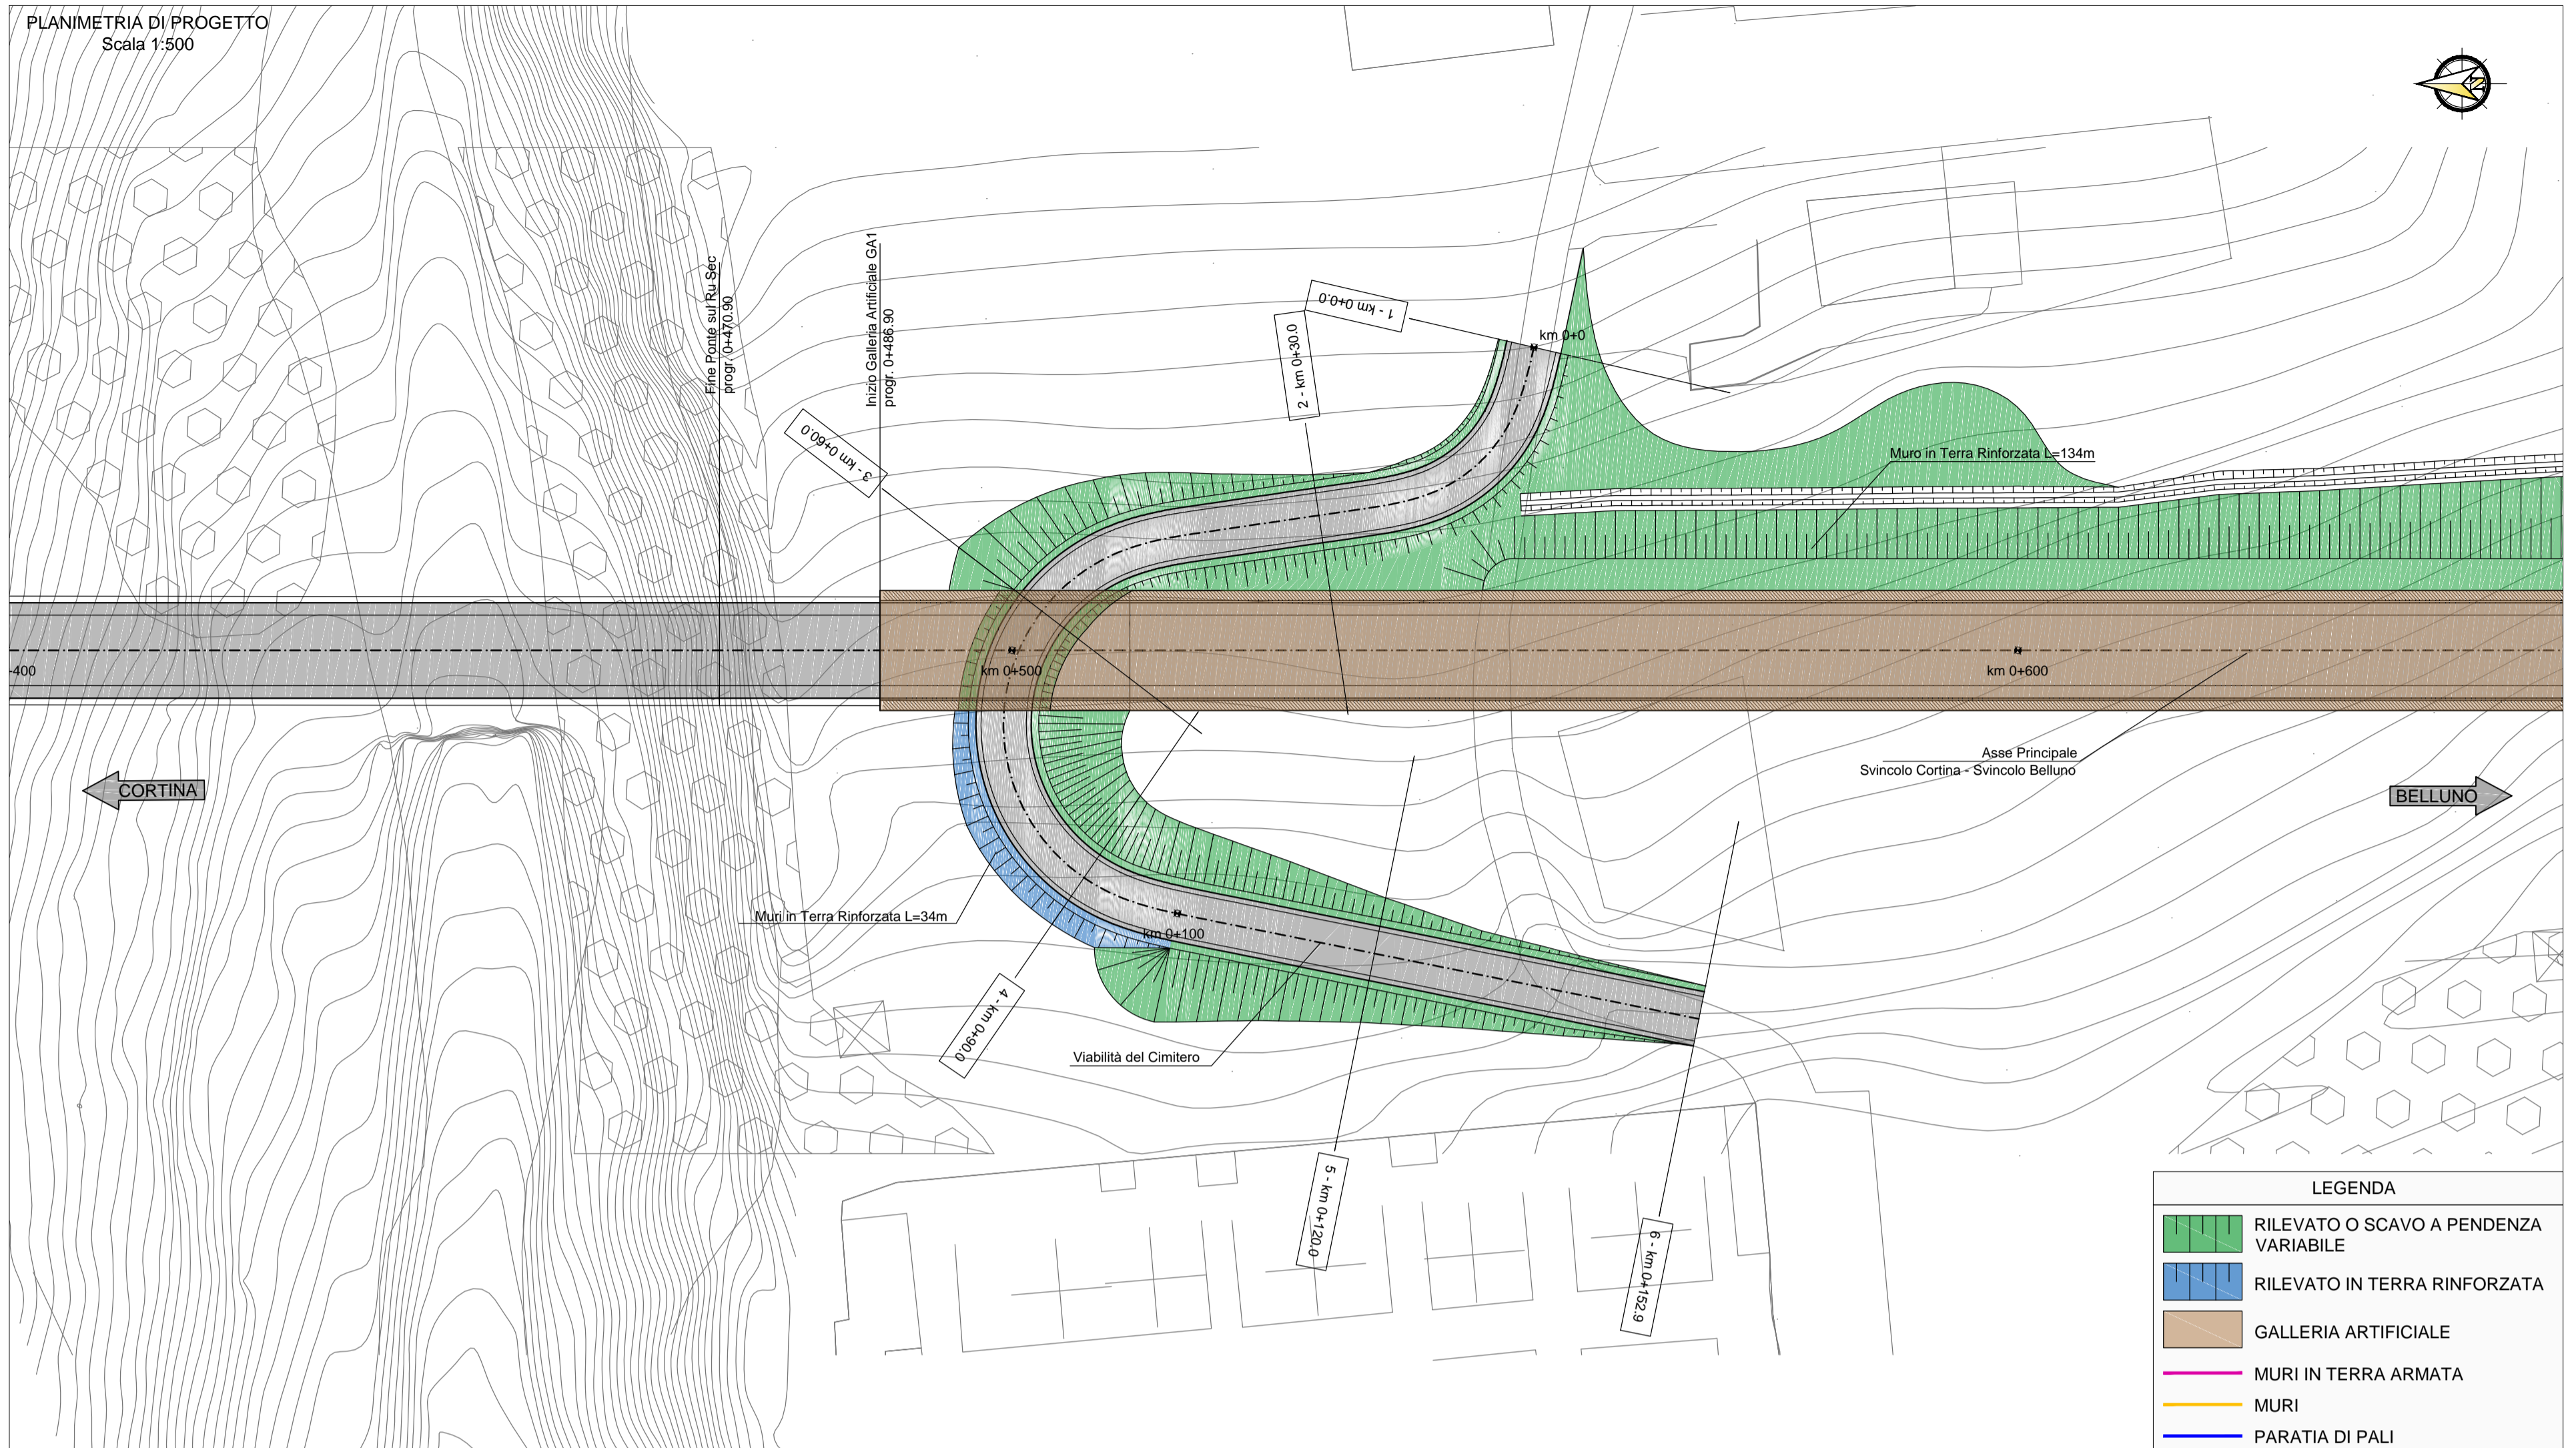 PLANIMETRIA DI PROGETTO
Scala 1:500
N
Fine Ponte sul Ru Sec
progr. 0+470.90
Inizio Galleria Artificiale GA1
progr. 0+486.90
1 - km 0+0.0
2 - km 0+30.0
km 0+0
3 - km 0+60.0
Muro in Terra Rinforzata L=134m
-400
km 0+500
km 0+600
Asse Principale
Svincolo Cortina - Svincolo Belluno
CORTINA
BELLUNO
Muri in Terra Rinforzata L=34m
km 0+100
4 - km 0+90.0
Viabilità del Cimitero
5 - km 0+120.0
6 - km 0+152.9
LEGENDA
RILEVATO O SCAVO A PENDENZA
VARIABILE
RILEVATO IN TERRA RINFORZATA
GALLERIA ARTIFICIALE
MURI IN TERRA ARMATA
MURI
PARATIA DI PALI